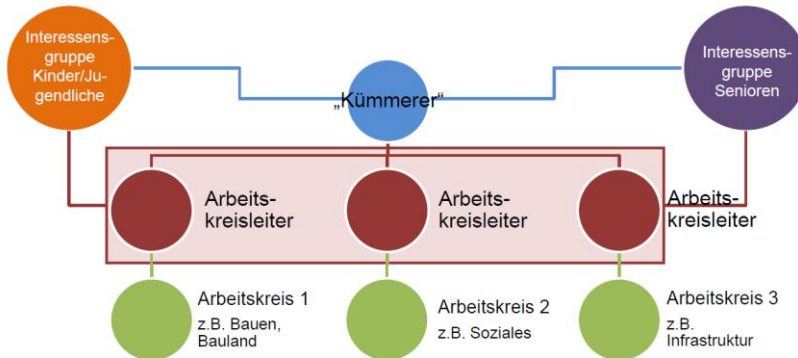 Interessens-
gruppe
Kinder/Ju-
gendliche
„Kümmerer“
Interessens-
gruppe
Senioren
Arbeits-
kreisleiter
Arbeits-
kreisleiter
Arbeits-
kreisleiter
Arbeitskreis 1
z.B. Bauen,
Bauland
Arbeitskreis 2
z.B. Soziales
Arbeitskreis 3
z.B.
Infrastruktur